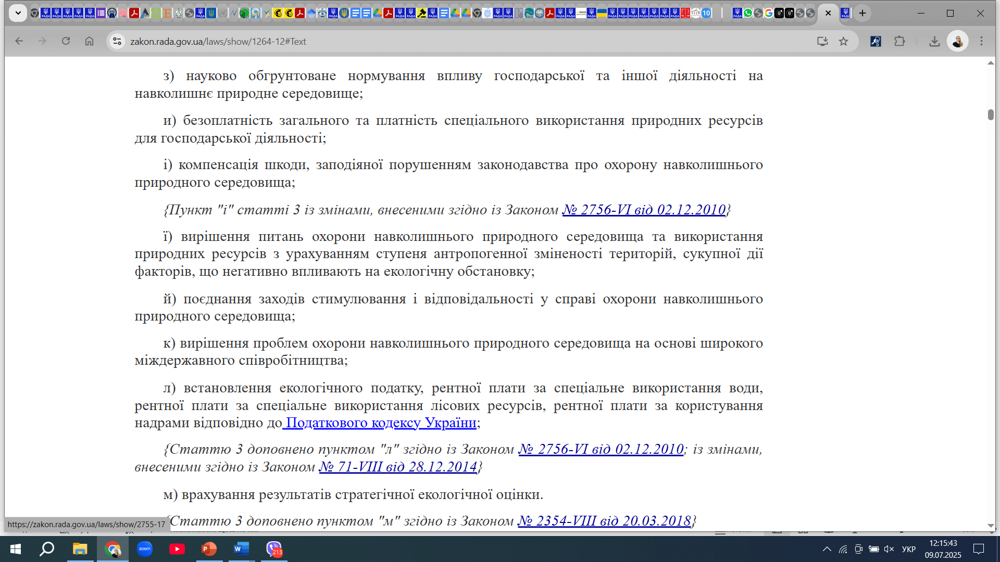 zakon.rada.gov.ua/laws/show/1264-12#Text
з) науково обгрунтоване нормування впливу господарської та іншої діяльності на
навколишнє природне середовище;
и) безоплатність загального та платність спеціального використання природних ресурсів
для господарської діяльності;
і) компенсація шкоди, заподіяної порушенням законодавства про охорону навколишнього
природного середовища;
{Пункт "і" статті 3 із змінами, внесеними згідно із Законом № 2756-VI від 02.12.2010}
ї) вирішення питань охорони навколишнього природного середовища та використання
природних ресурсів з урахуванням ступеня антропогенної зміненості територій, сукупної дії
факторів, що негативно впливають на екологічну обстановку;
й) поєднання заходів стимулювання і відповідальності у справі охорони навколишнього
природного середовища;
к) вирішення проблем охорони навколишнього природного середовища на основі широкого
міждержавного співробітництва;
л) встановлення екологічного податку, рентної плати за спеціальне використання води,
рентної плати за спеціальне використання лісових ресурсів, рентної плати за користування
надрами відповідно до Податкового кодексу України;
{Статтю 3 доповнено пунктом "л" згідно із Законом № 2756-VI від 02.12.2010; із змінами,
внесеними згідно із Законом № 71-VIII від 28.12.2014}
м) врахування результатів стратегічної екологічної оцінки.
{Статтю 3 доповнено пунктом "м" згідно із Законом № 2354-VIII від 20.03.2018}
https://zakon.rada.gov.ua/laws/show/2755-17
zoom
213
УКР
12:15:43
09.07.2025